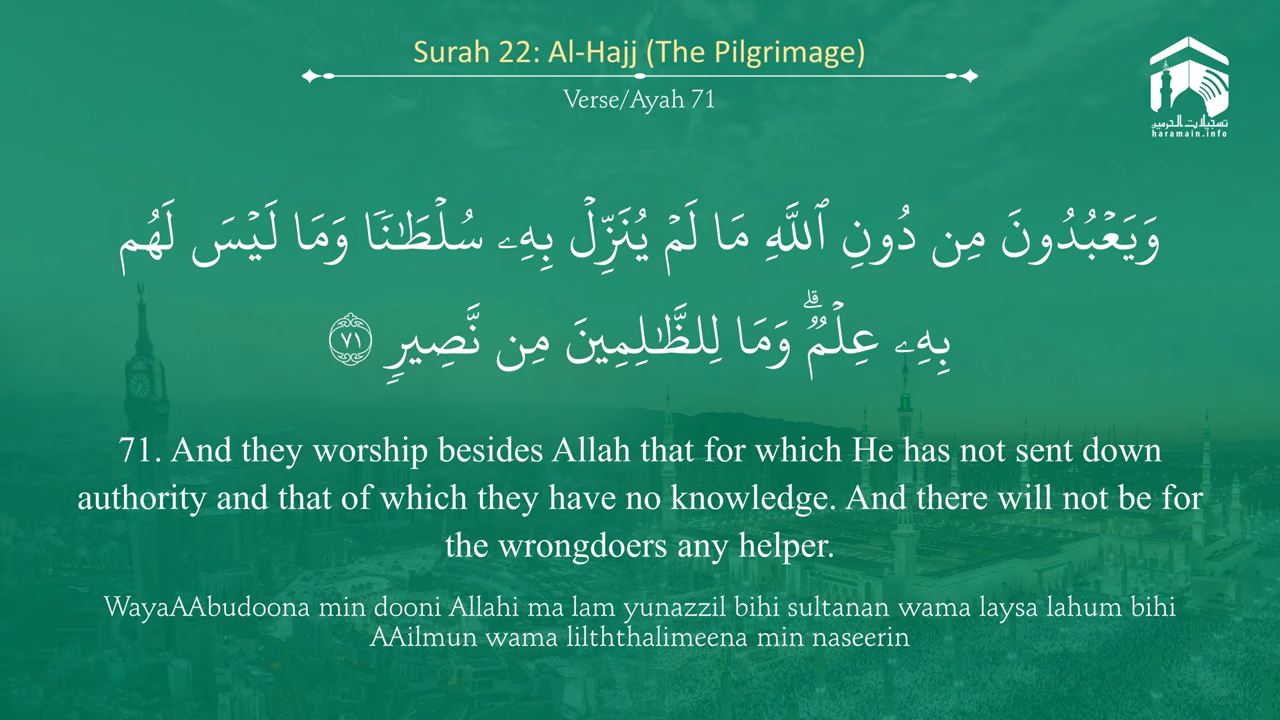 Surah 22: Al-Hajj (The Pilgrimage)
Verse/Ayah 71
تسجيلات الحرمين
haramain.info
وَيَعْبُدُونَ مِن دُونِ ٱللَّهِ مَا لَمْ يُنَزِّلْ بِهِۦ سُلْطَٰنًا وَمَا لَيْسَ لَهُم
بِهِۦ عِلْمٌۗ وَمَا لِلظَّٰلِمِينَ مِن نَّصِيرٍ ٧١
71. And they worship besides Allah that for which He has not sent down
authority and that of which they have no knowledge. And there will not be for
the wrongdoers any helper.
WayaAAbudoona min dooni Allahi ma lam yunazzil bihi sultanan wama laysa lahum bihi
AAilmun wama lilththalimeena min naseerin